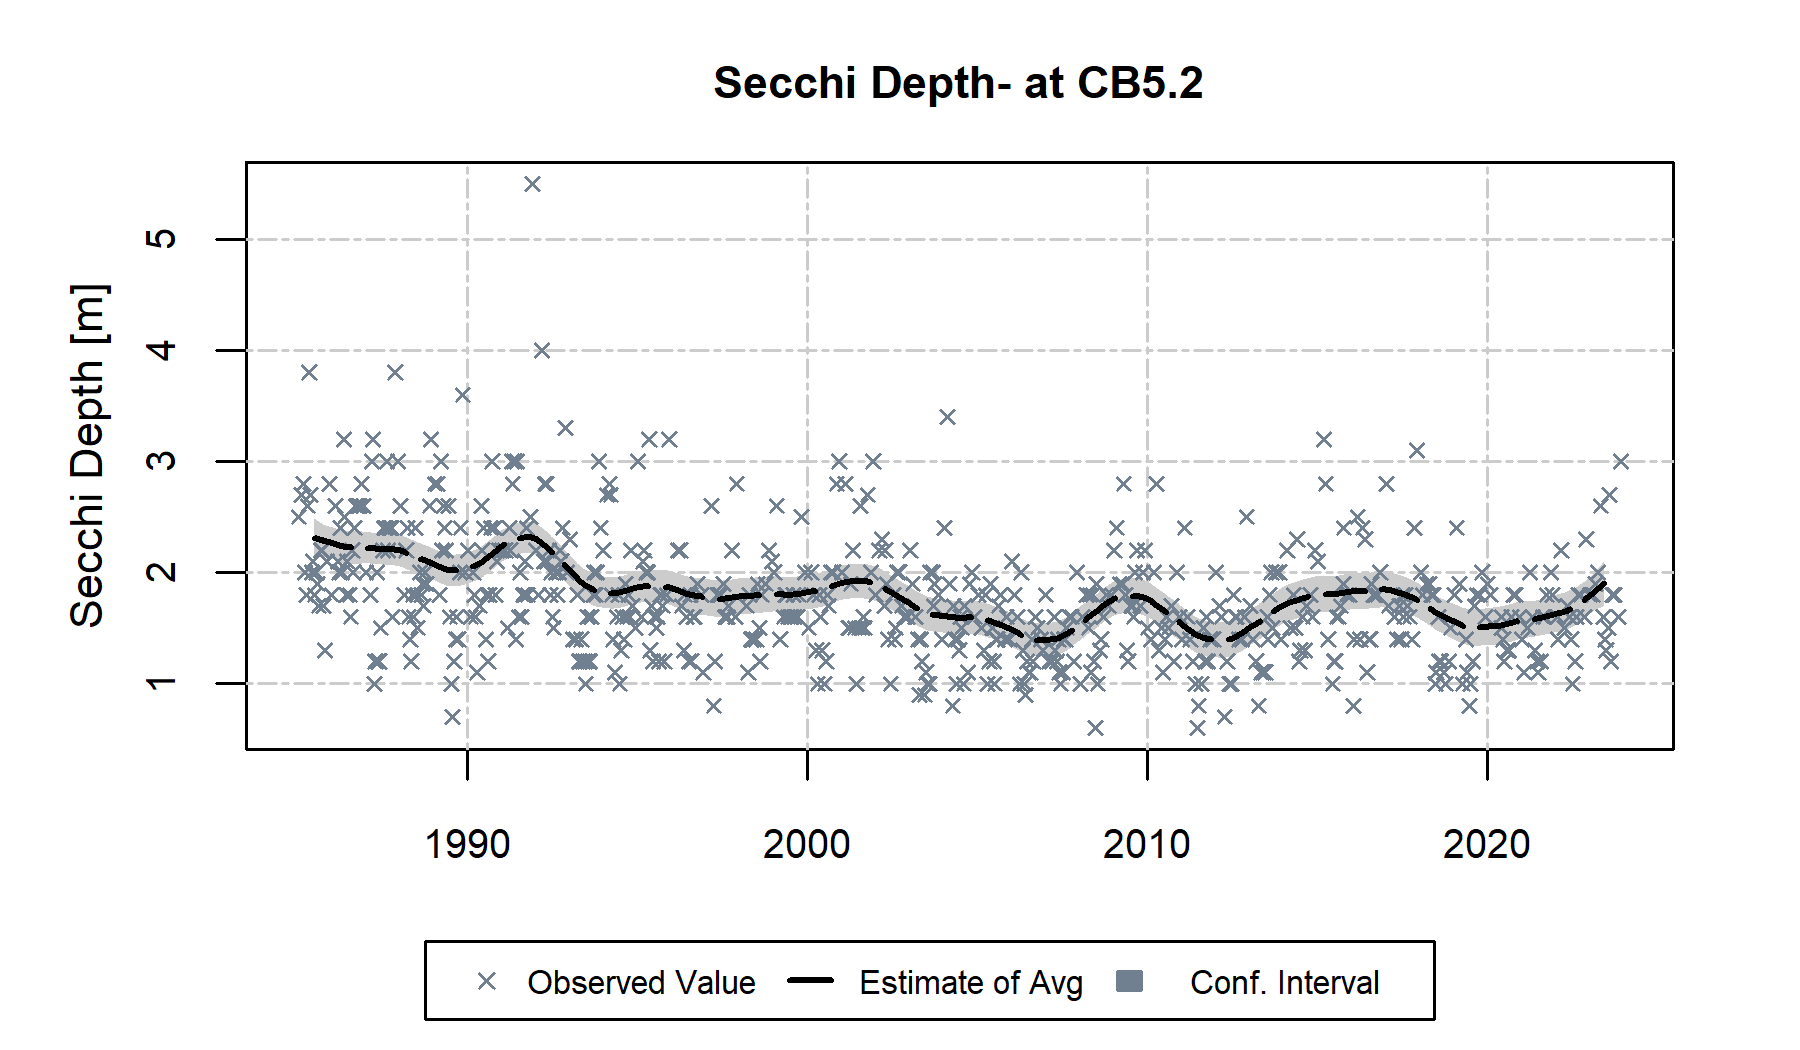 Secchi Depth- at CB5.2
Secchi Depth [m]
5
4
3
2
1
1990 2000 2010 2020
Observed Value Estimate of Avg Conf. Interval